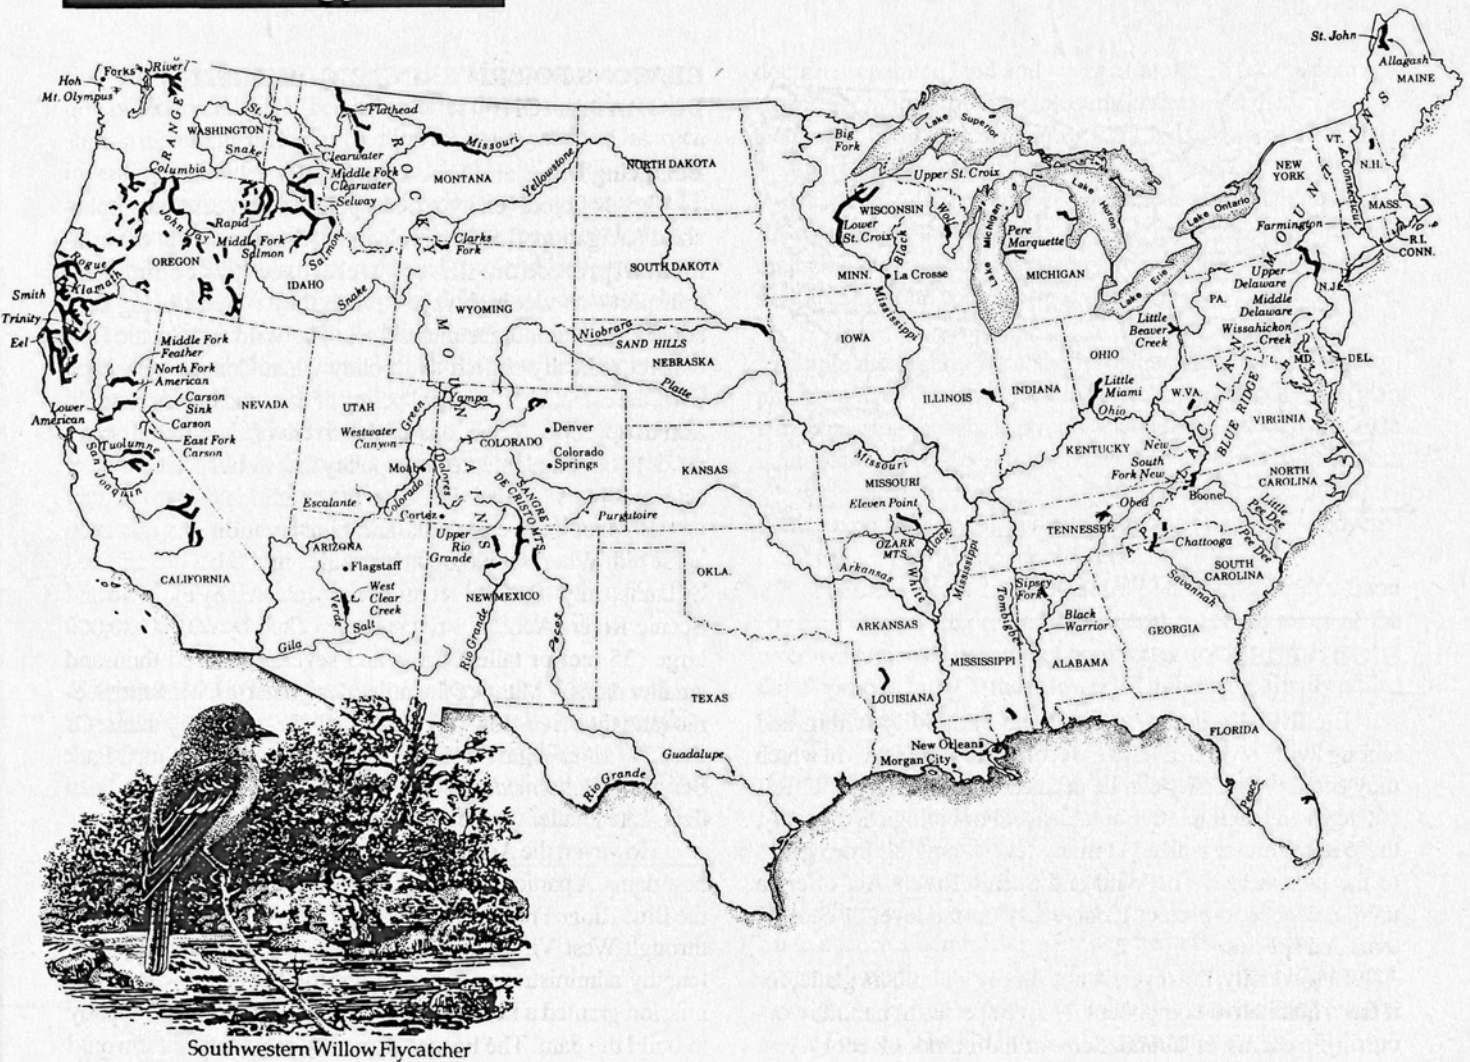 Hoh
Forks
River
Mt. Olympus
RANGE
WASHINGTON
St. Joe
Flathead
Snake
Columbia
Clearwater
Middle Fork
Clearwater
Selway
Missouri
MONTANA
Yellowstone
NORTH DAKOTA
ROCKY
John Day
Rapid
Middle Fork
Salmon
Salmon
Clarks
Fork
OREGON
Rogue
Klamath
Smith
Trinity
Eel
IDAHO
Snake
WYOMING
SOUTH DAKOTA
Niobrara
SAND HILLS
NEBRASKA
Platte
Middle Fork
Feather
North Fork
American
Carson
Sink
Carson
East Fork
Carson
Lower
American
Tuolumne
San Joaquin
NEVADA
UTAH
Green
Yampa
Westwater
Canyon
Moab
Colorado
Dolores
COLORADO
Denver
Colorado
Springs
KANSAS
Escalante
Cortez
SANGRE
DE CRISTO MTS.
Purgatoire
Upper
Rio
Grande
ARIZONA
Flagstaff
West
Clear
Creek
Verde
Salt
Gila
CALIFORNIA
NEW MEXICO
Rio Grande
Pecos
OKLA.
TEXAS
Guadalupe
Rio Grande
MOUNTAINS
Big
Fork
Lake Superior
Upper St. Croix
WISCONSIN
Wolf
Lower
St. Croix
Black
MINN.
La Crosse
Mississippi
Lake Michigan
Pere
Marquette
MICHIGAN
Lake Huron
Lake Erie
Lake Ontario
IOWA
ILLINOIS
INDIANA
OHIO
Little
Beaver
Creek
Little
Miami
Ohio
KENTUCKY
Missouri
MISSOURI
Eleven Point
OZARK
MTS.
Black
White
Arkansas
ARKANSAS
Mississippi
TENNESSEE
Obed
New
South
Fork New
Boone
Chattooga
Sipsey
Fork
Tombigbee
Black
Warrior
MISSISSIPPI
ALABAMA
GEORGIA
Savannah
SOUTH
CAROLINA
NORTH
CAROLINA
Little
Pee Dee
Pee Dee
LOUISIANA
New Orleans
Morgan City
FLORIDA
Peace
St. John
Allagash
MAINE
VT.
N.H.
NEW
YORK
Connecticut
MASS.
R.I.
CONN.
Farmington
Upper
Delaware
N.J.
PA.
Middle
Delaware
Wissahickon
Creek
MD.
DEL.
W.VA.
VIRGINIA
BLUE RIDGE
APPALACHIAN
MOUNTAINS
Southwestern Willow Flycatcher